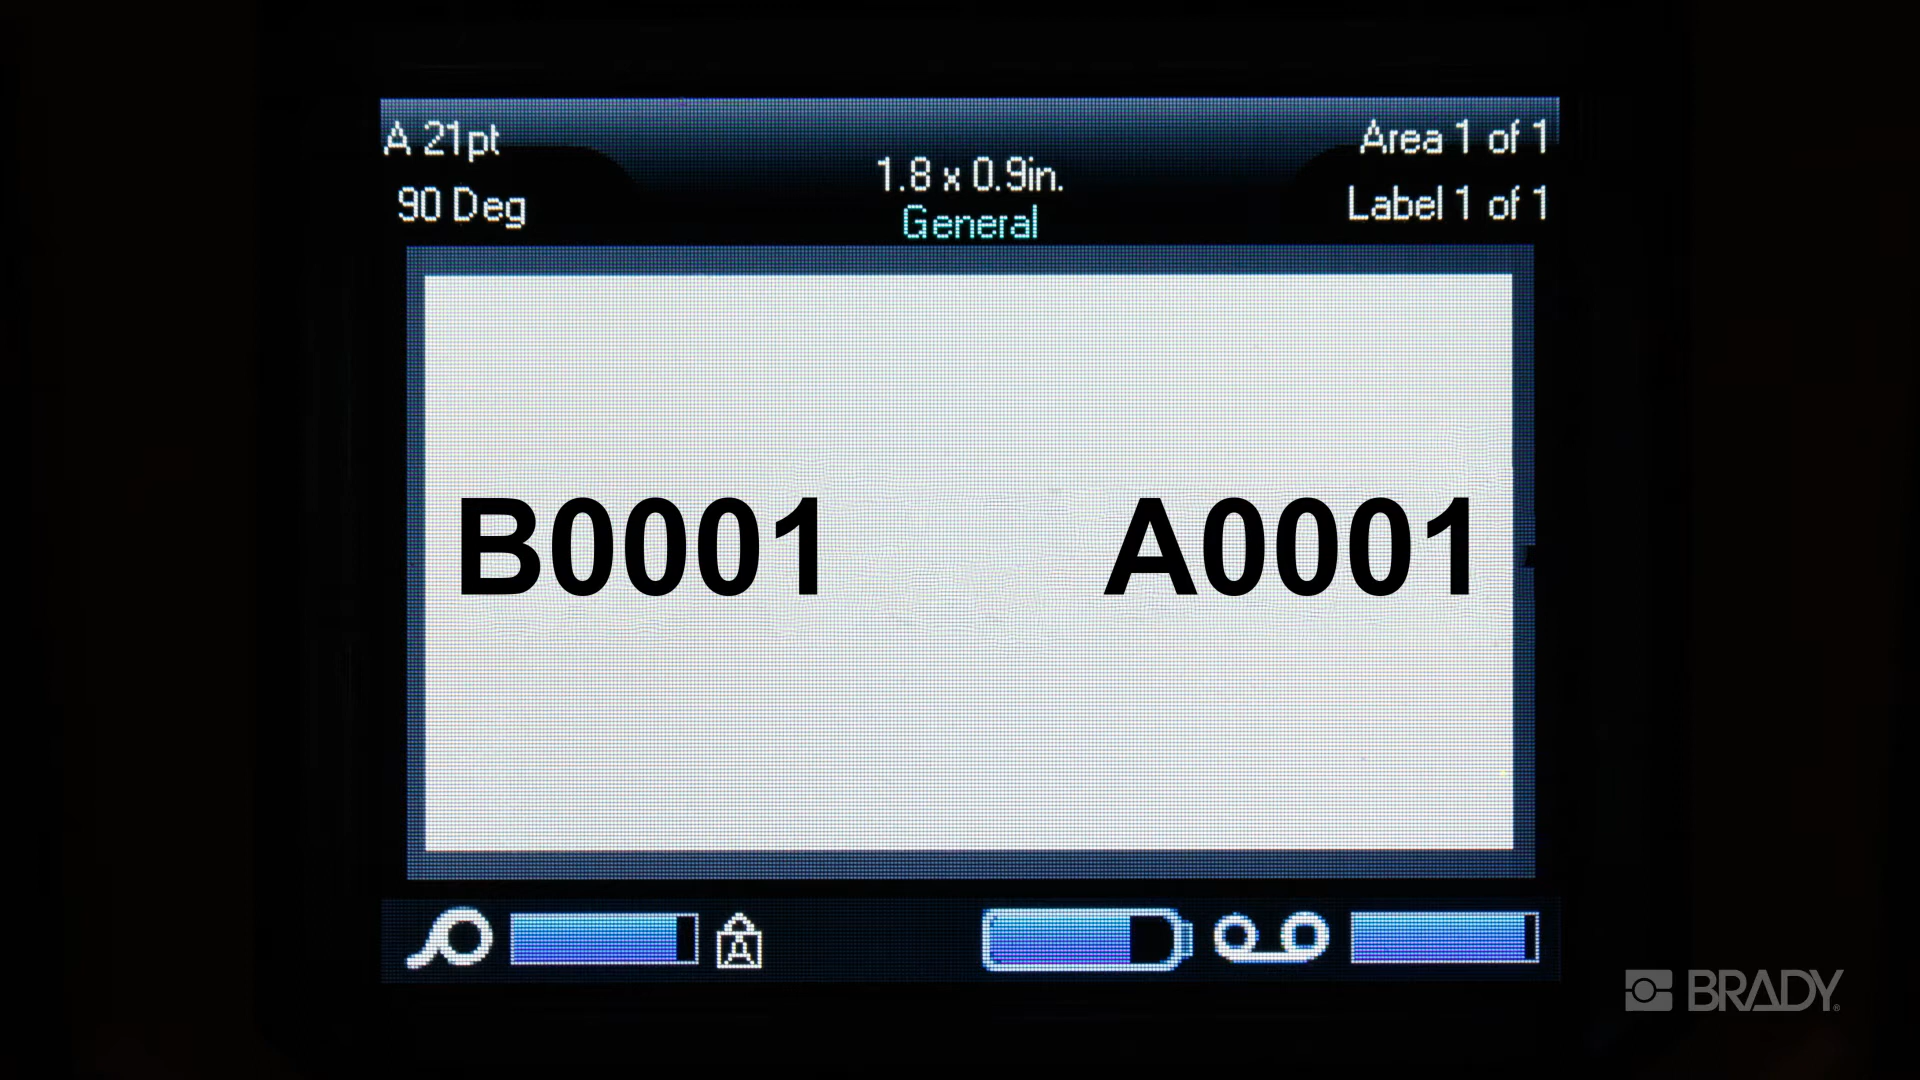 A 21pt
90 Deg
1.8 x 0.9in.
General
Area 1 of 1
Label 1 of 1
B0001 A0001
A
BRADY®